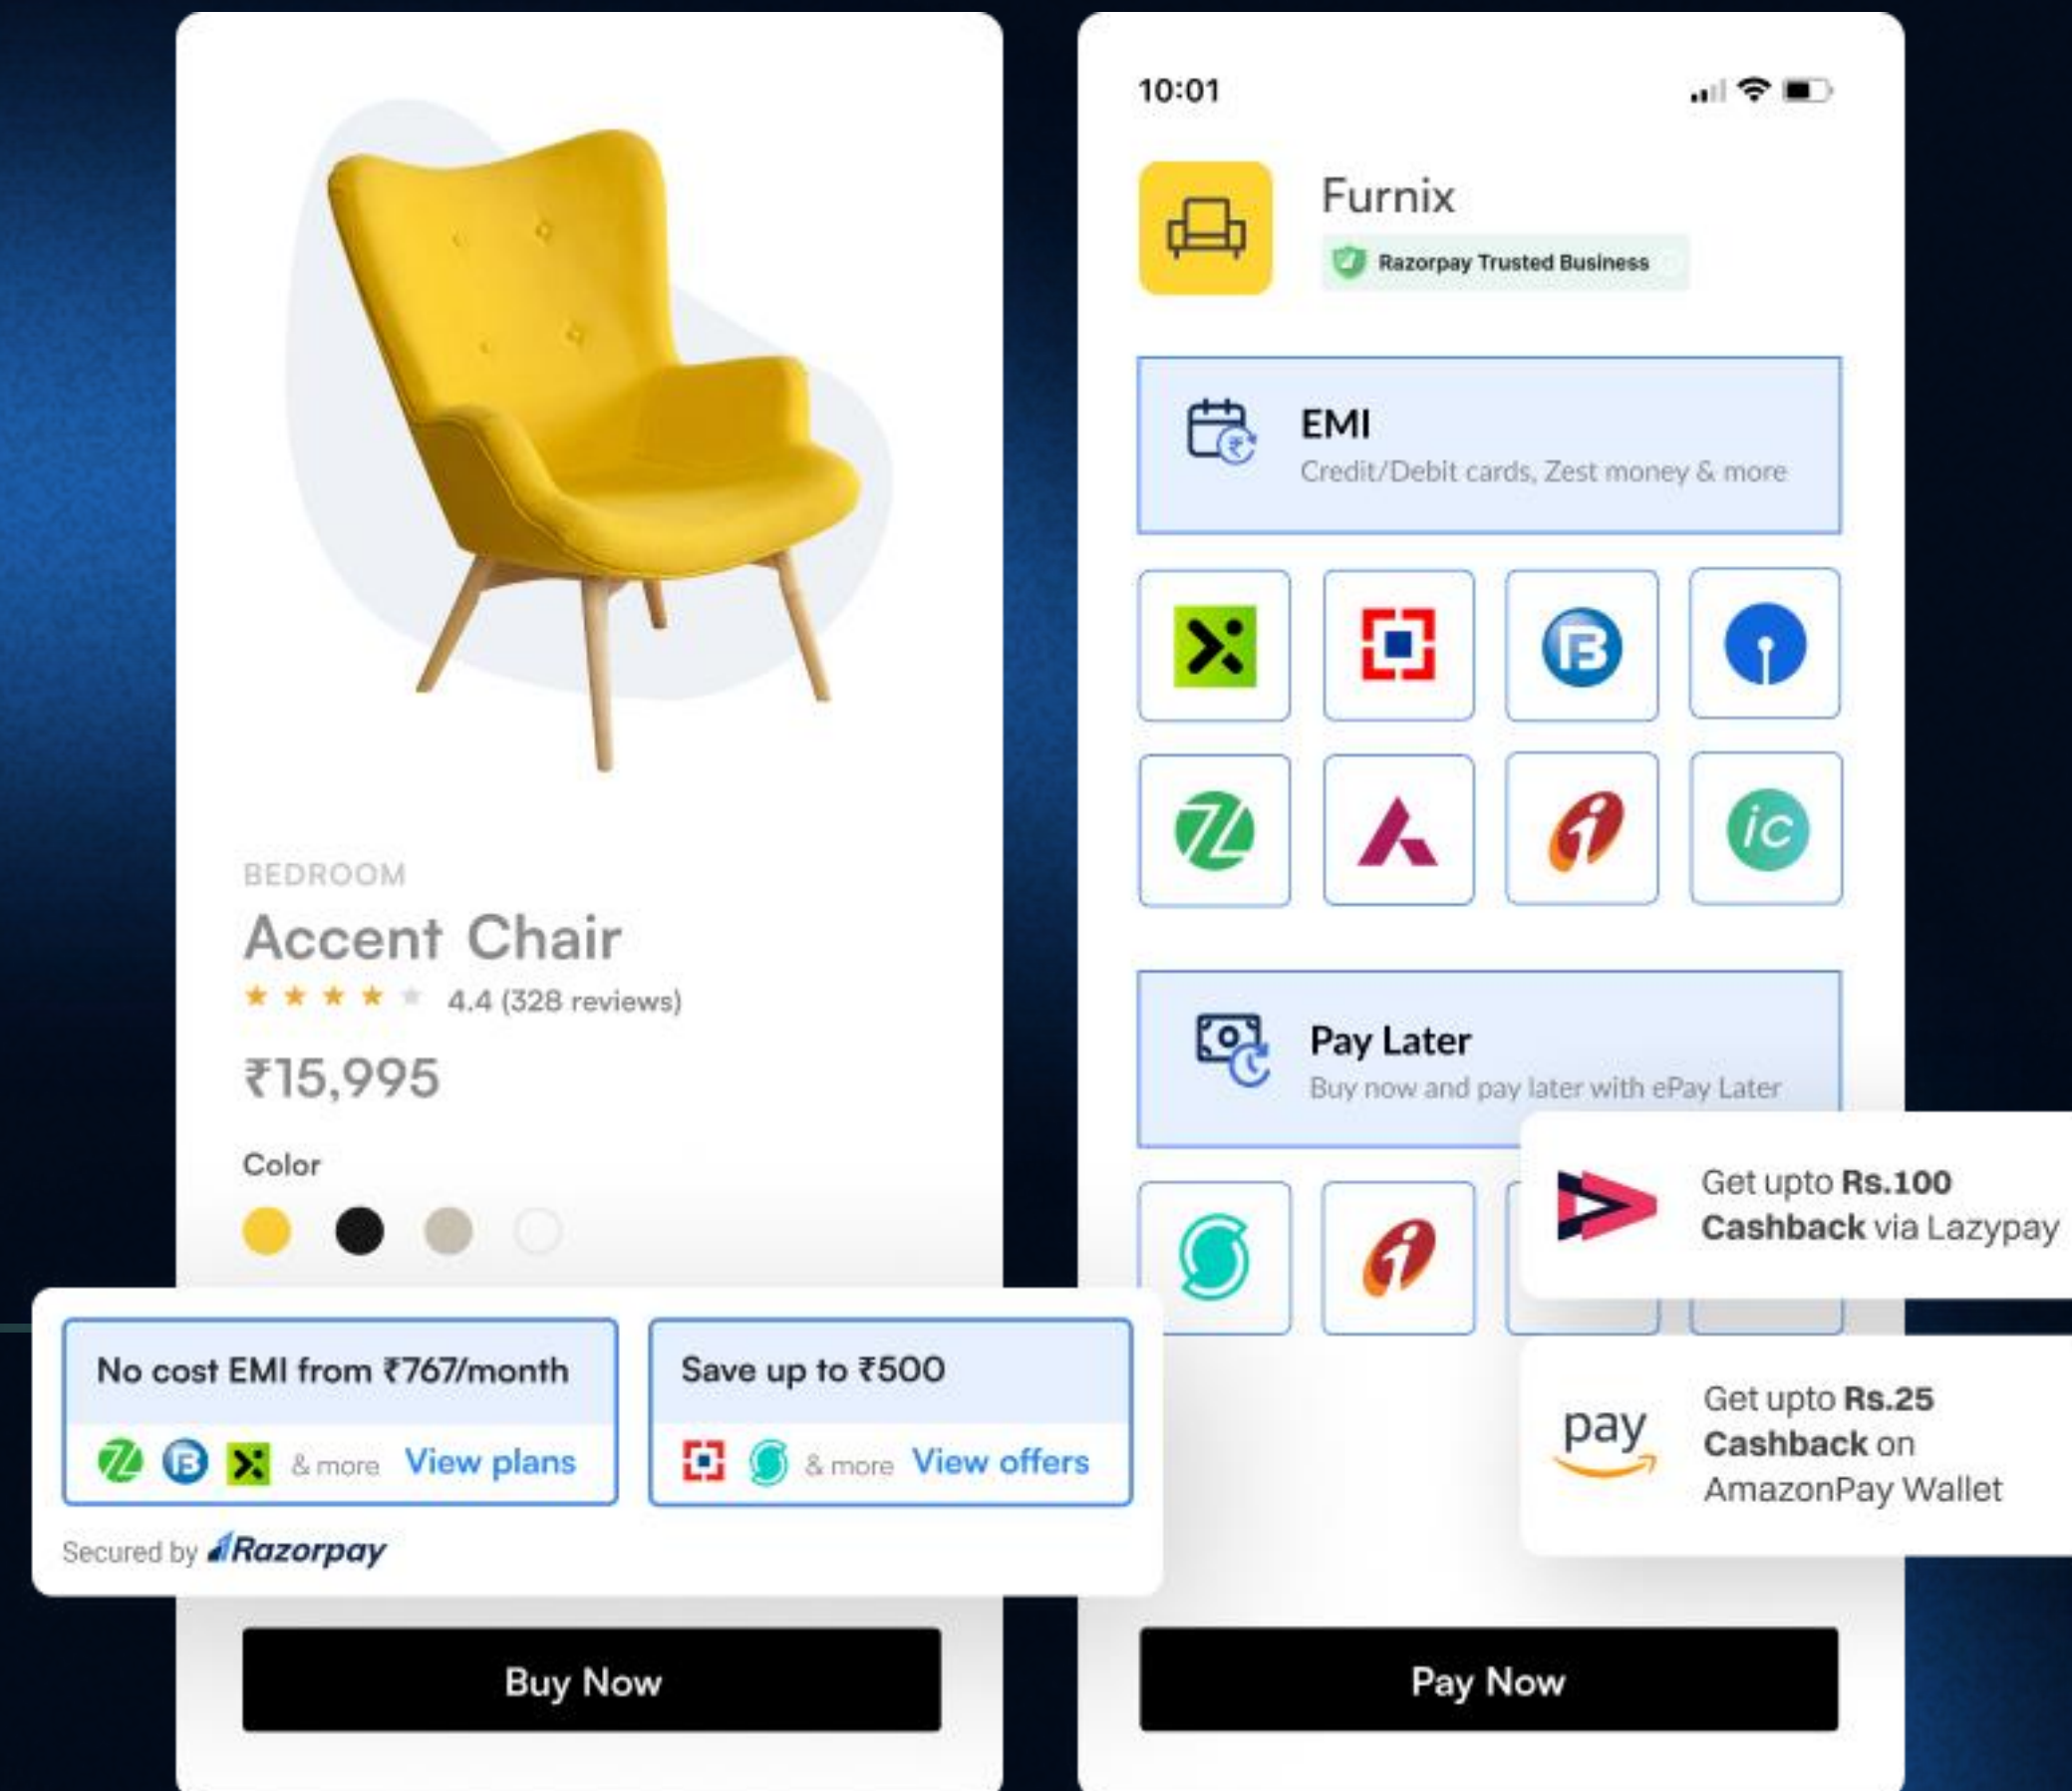 BEDROOM
Accent Chair
4.4 (328 reviews)
₹15,995
Color
No cost EMI from ₹767/month
& more View plans
Save up to ₹500
& more View offers
Secured by Razorpay
Buy Now
10:01
Furnix
Razorpay Trusted Business
EMI
Credit/Debit cards, Zest money & more
ic
Pay Later
Buy now and pay later with ePay Later
Get upto Rs.100
Cashback via Lazypay
pay
Get upto Rs.25
Cashback on
AmazonPay Wallet
Pay Now